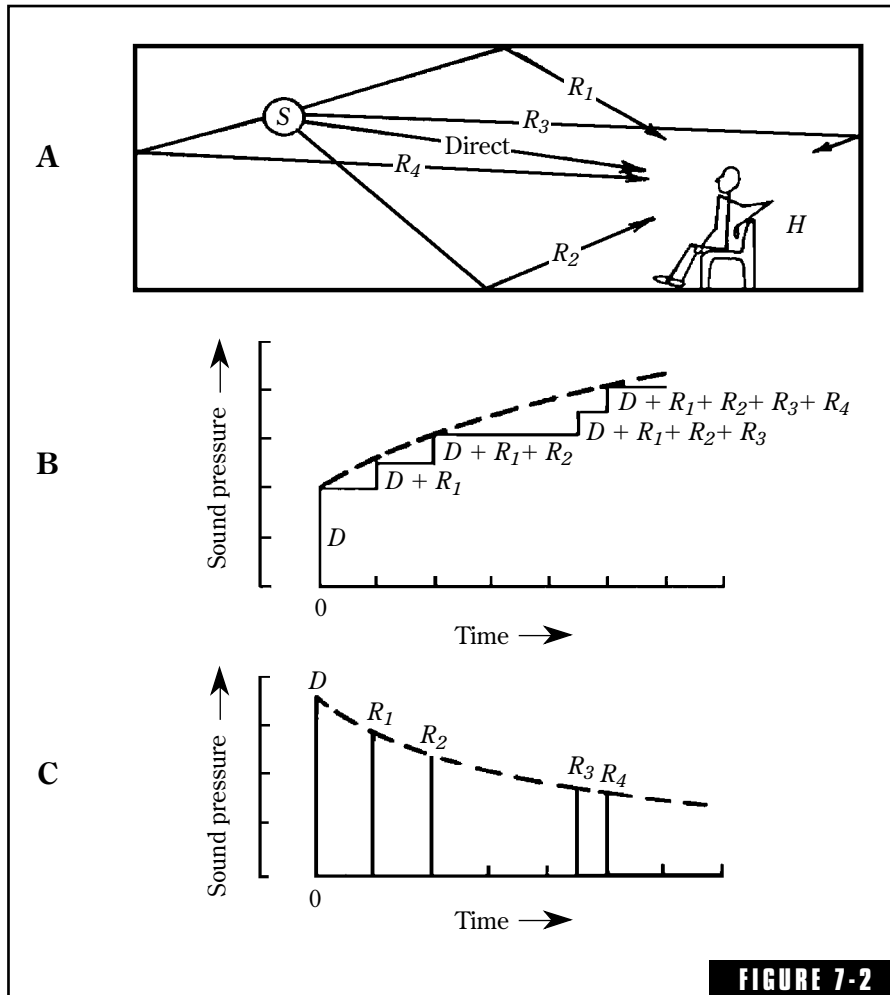 A
S
R1
R3
Direct
R4
H
R2
B
Sound pressure
D + R1 + R2 + R3 + R4
D + R1 + R2 + R3
D + R1 + R2
D + R1
D
0
Time
C
Sound pressure
D
R1
R2
R3 R4
0
Time
FIGURE 7-2